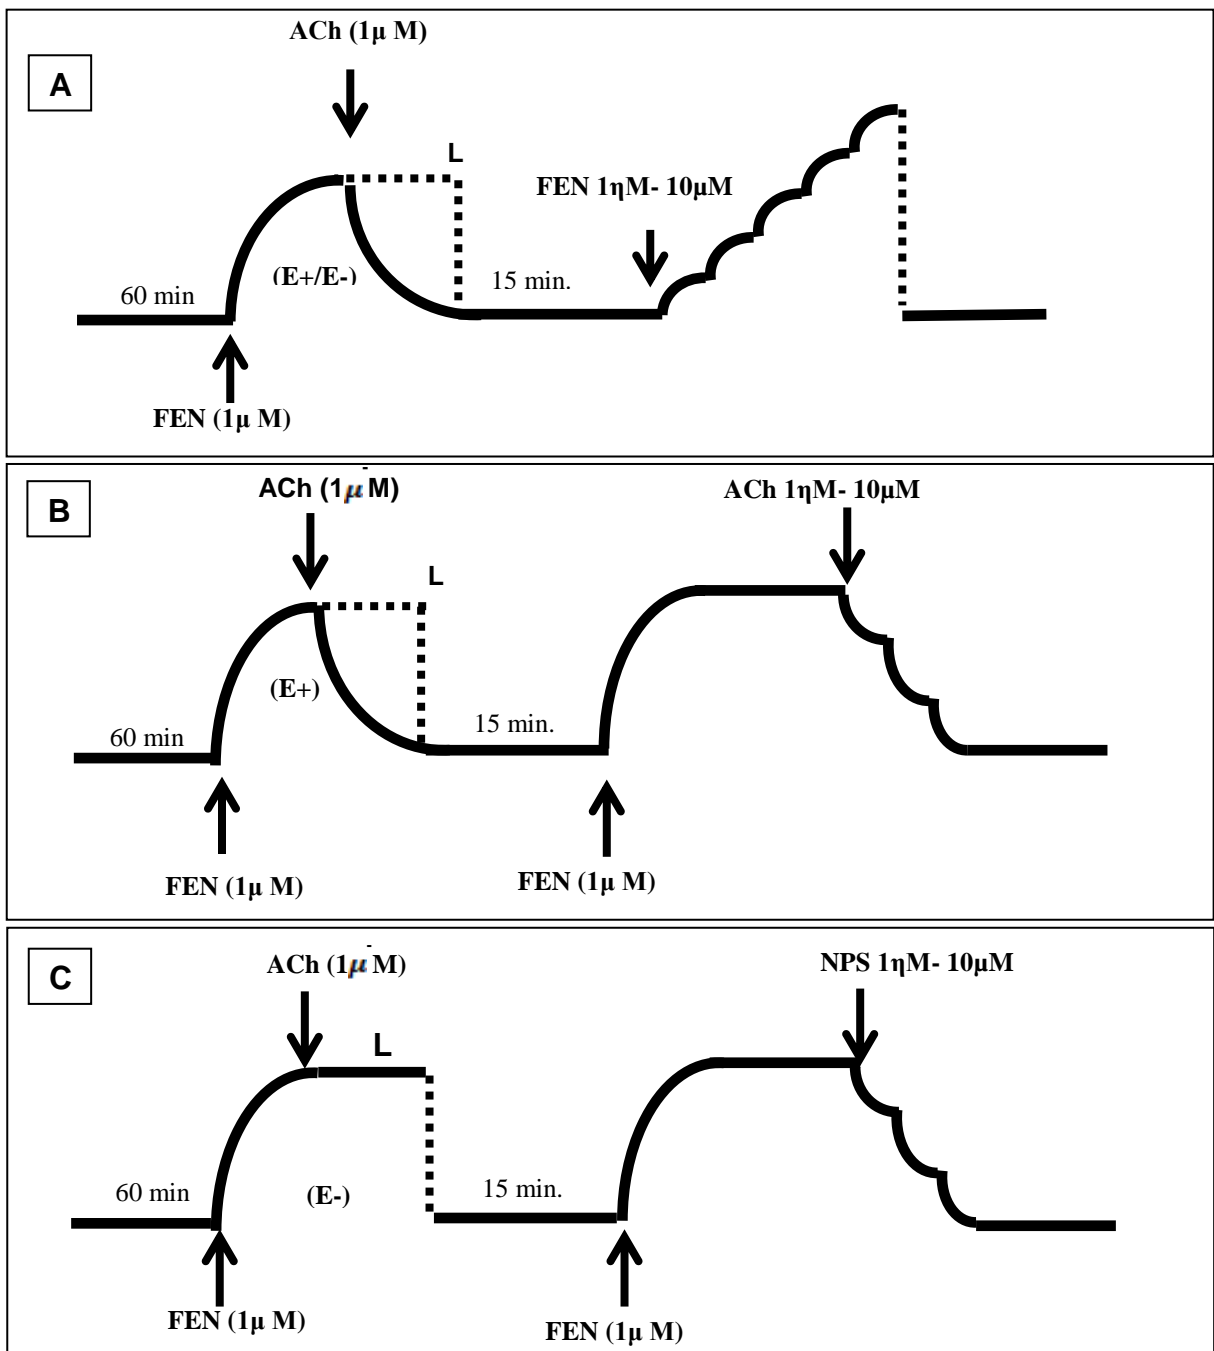 A
ACh (1μ M)
L
FEN 1ηM- 10μM
(E+/E-)
60 min
15 min.
FEN (1μ M)
B
ACh (1μ M)
ACh 1ηM- 10μM
L
(E+)
60 min
15 min.
FEN (1μ M)
FEN (1μ M)
C
ACh (1μ M)
NPS 1ηM- 10μM
L
60 min
(E-)
15 min.
FEN (1μ M)
FEN (1μ M)